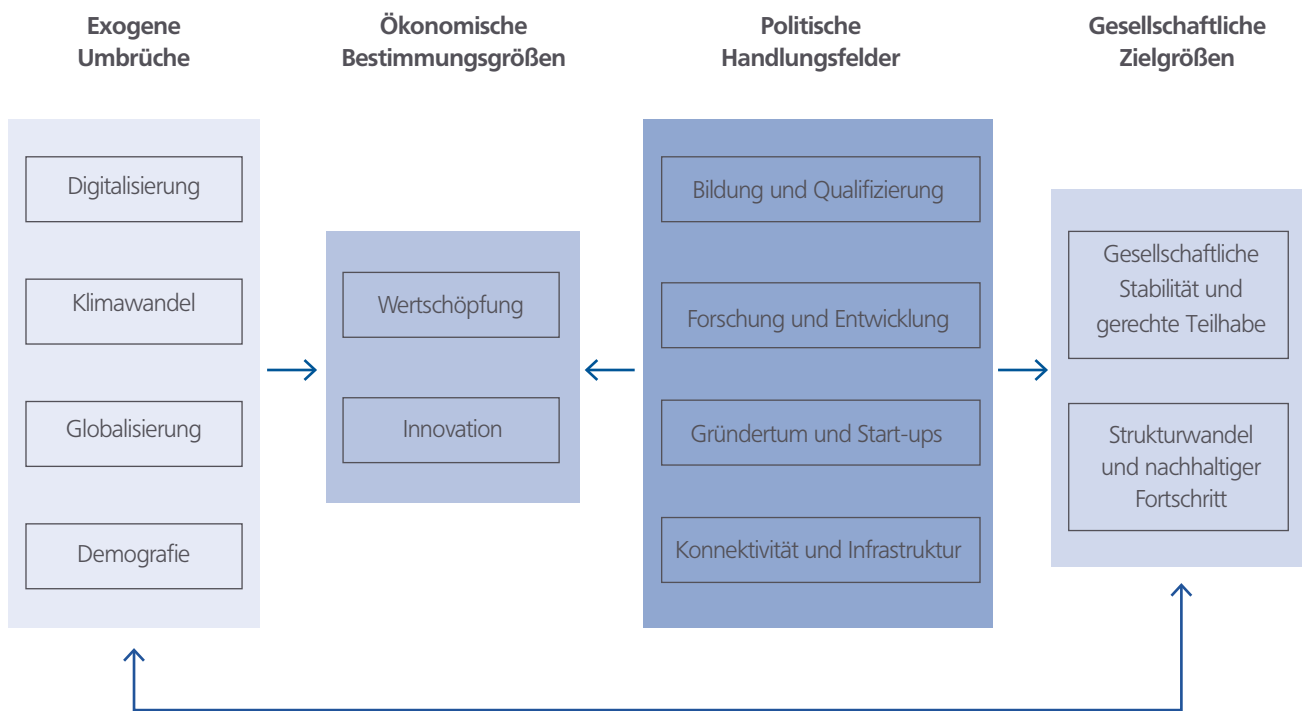 Exogene
Umbrüche
Ökonomische
Bestimmungsgrößen
Politische
Handlungsfelder
Gesellschaftliche
Zielgrößen
Digitalisierung
Klimawandel
Globalisierung
Demografie
Wertschöpfung
Innovation
Bildung und Qualifizierung
Forschung und Entwicklung
Gründertum und Start-ups
Konnektivität und Infrastruktur
Gesellschaftliche
Stabilität und
gerechte Teilhabe
Strukturwandel
und nachhaltiger
Fortschritt